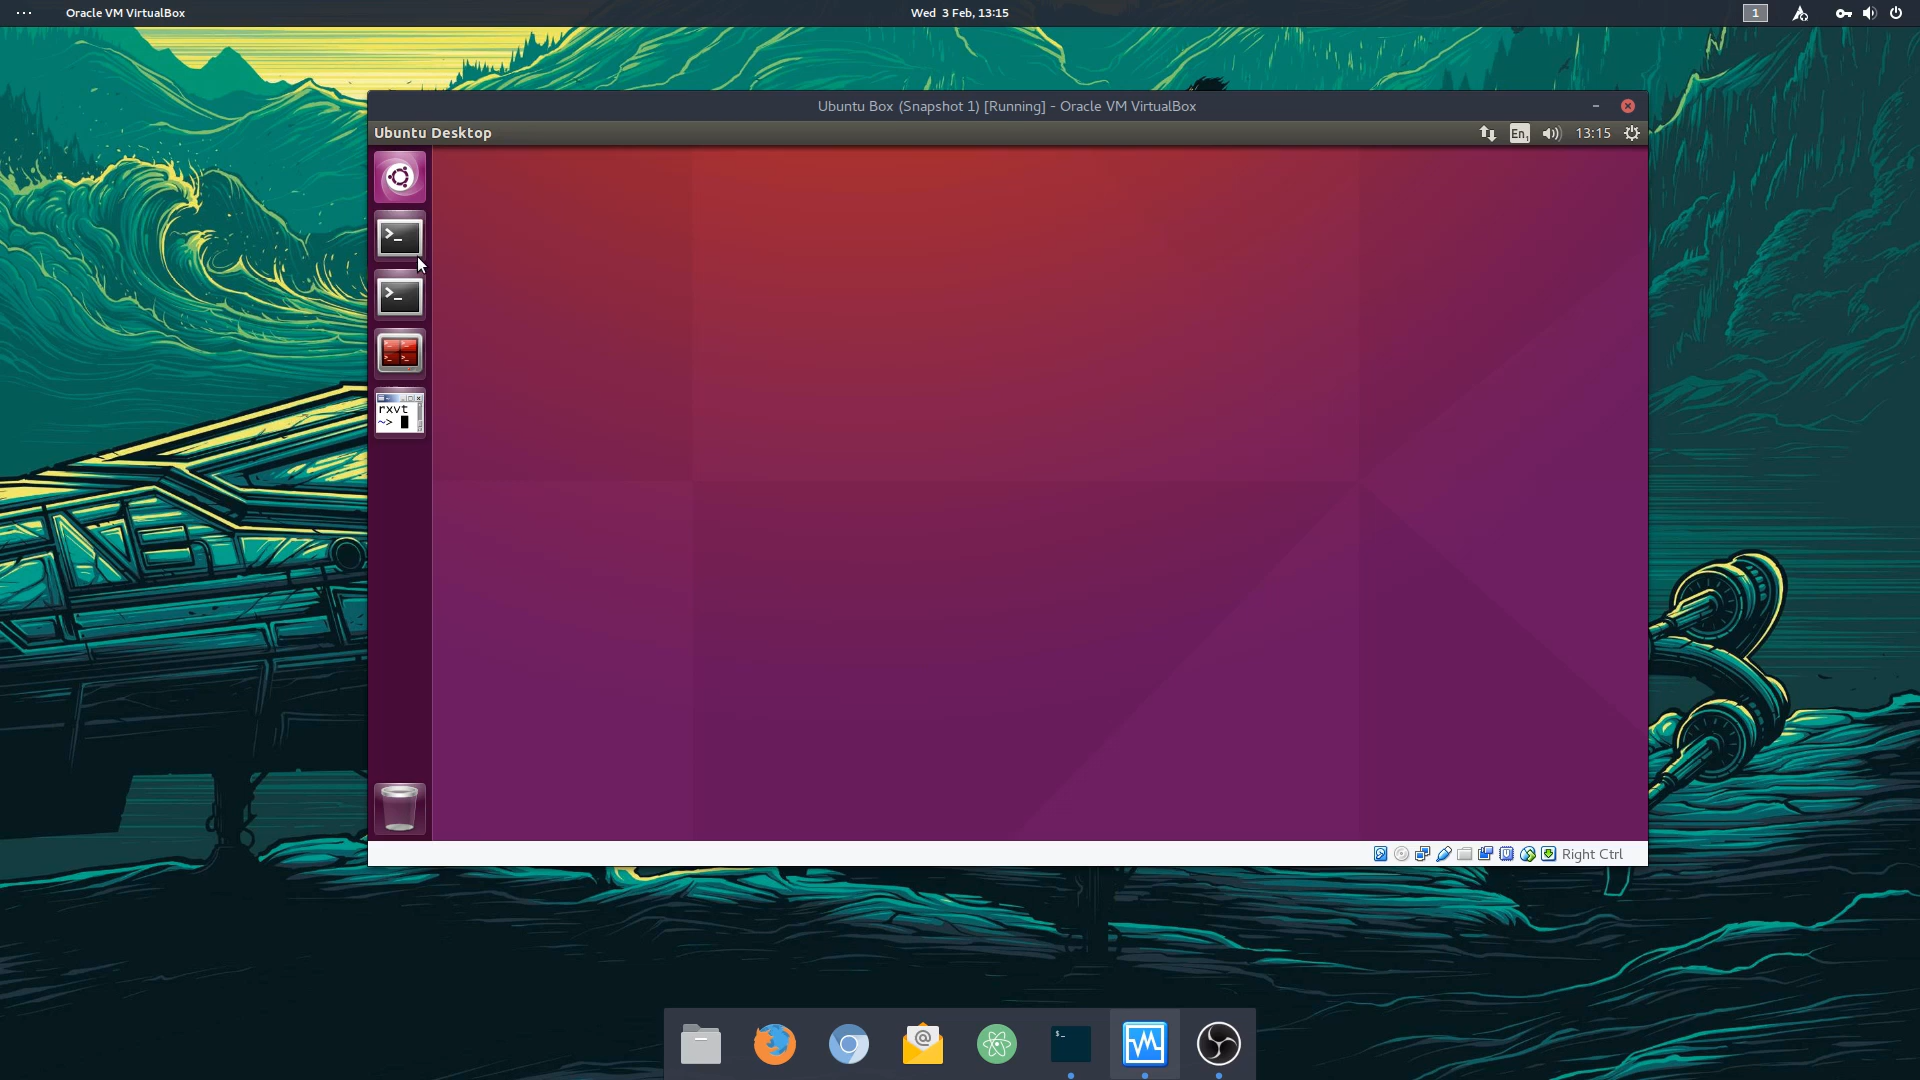 Oracle VM VirtualBox
Wed 3 Feb, 13:15
1
Ubuntu Box (Snapshot 1) [Running] - Oracle VM VirtualBox
Ubuntu Desktop
En1
13:15
>_
>_
rxvt
~>
Right Ctrl
@
$_